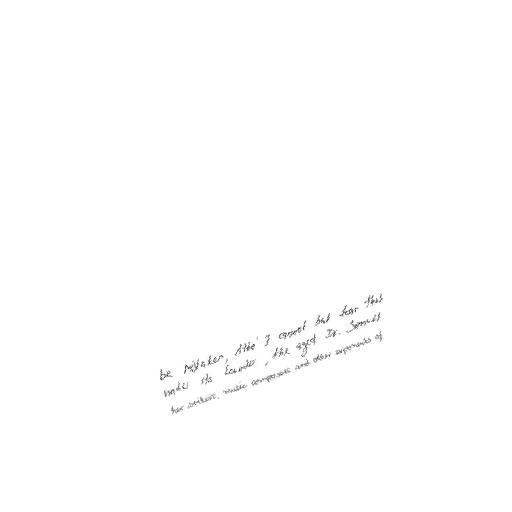 be mistaken, tho' I cannot but fear that
under its founder, the aged Dr. Samuel
her writers, music composers and other exponents of